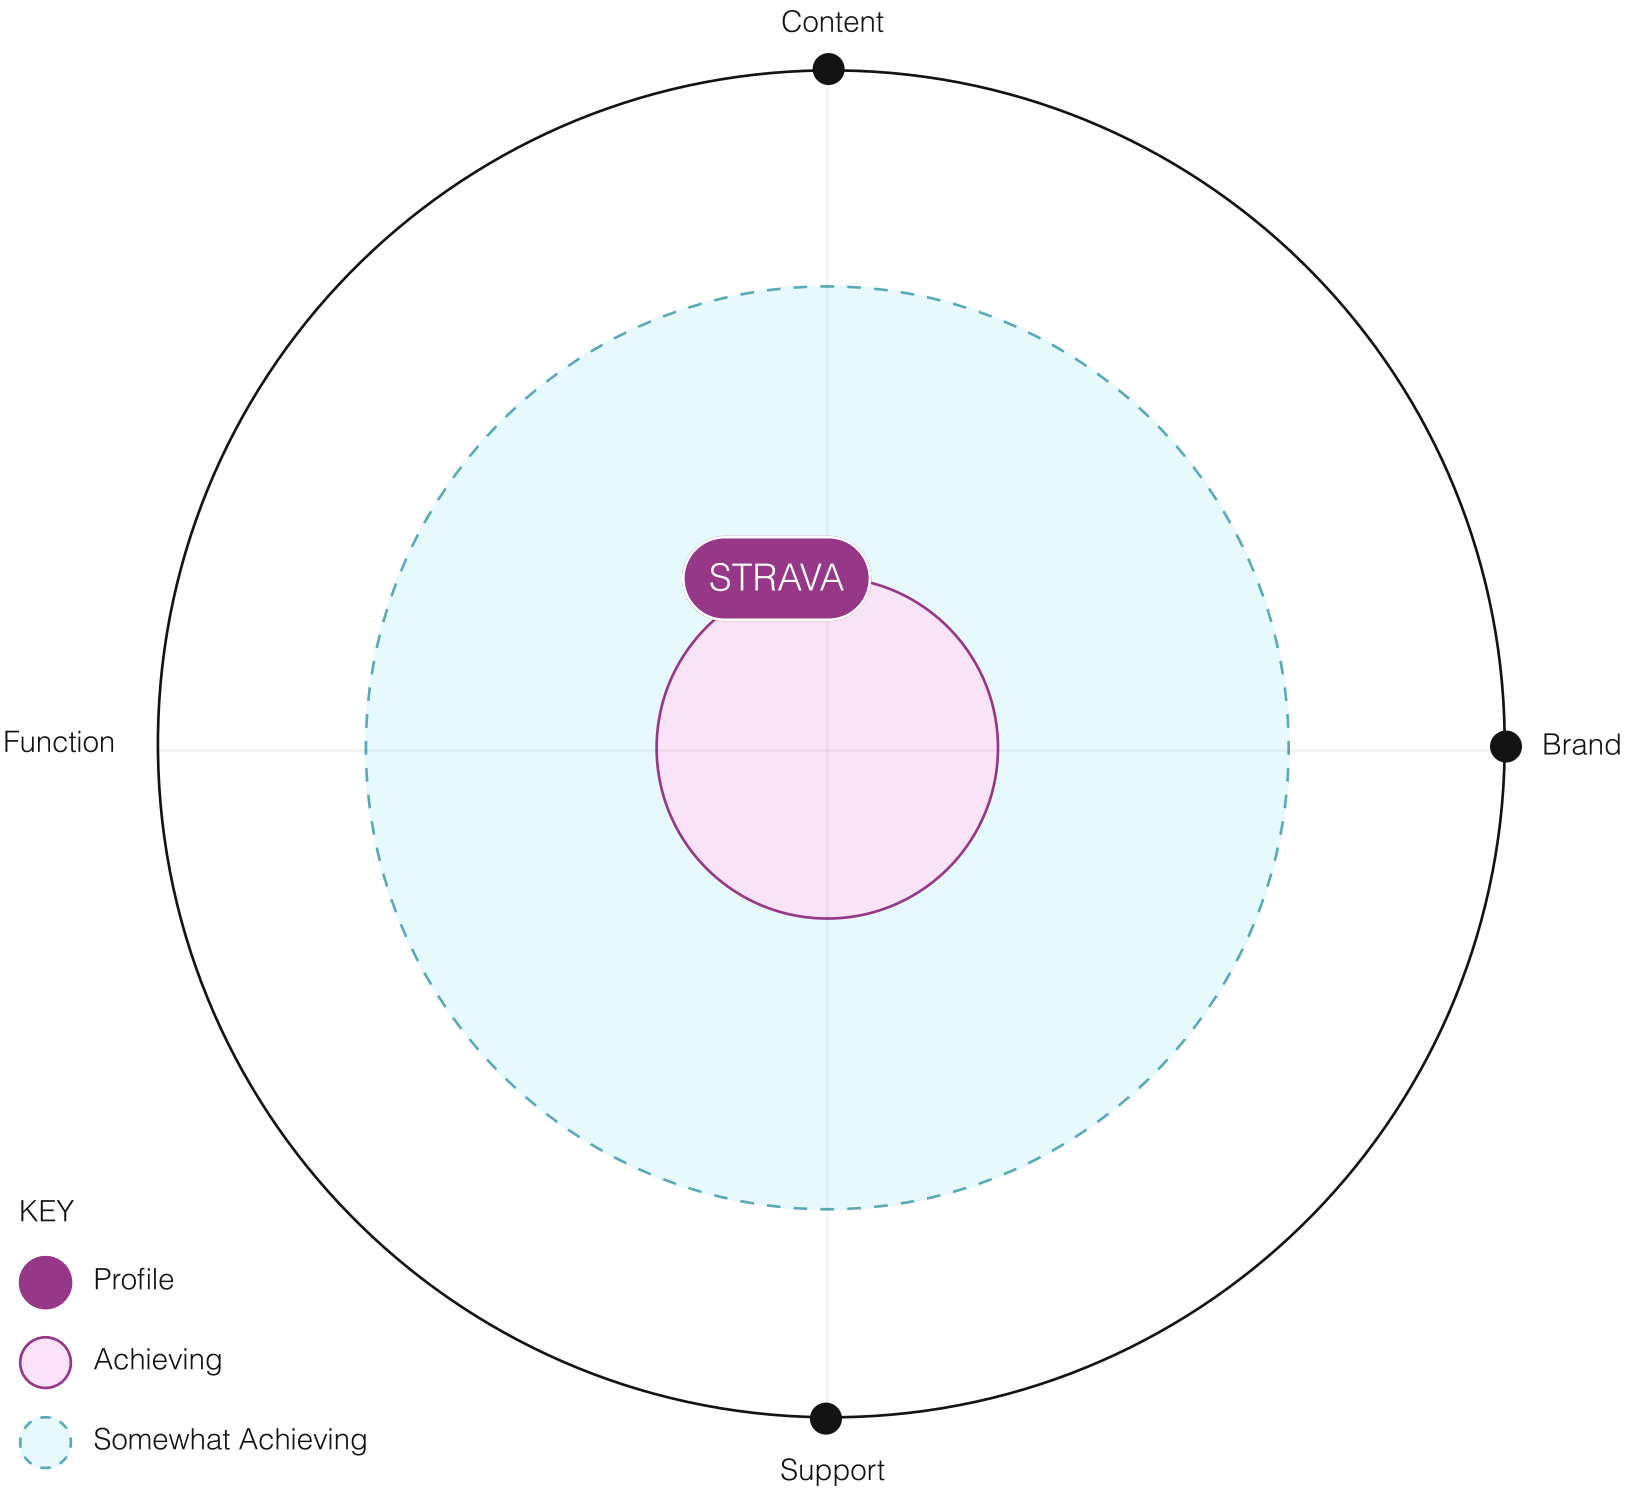 Content
STRAVA
Function
Brand
KEY
Profile
Achieving
Somewhat Achieving
Support